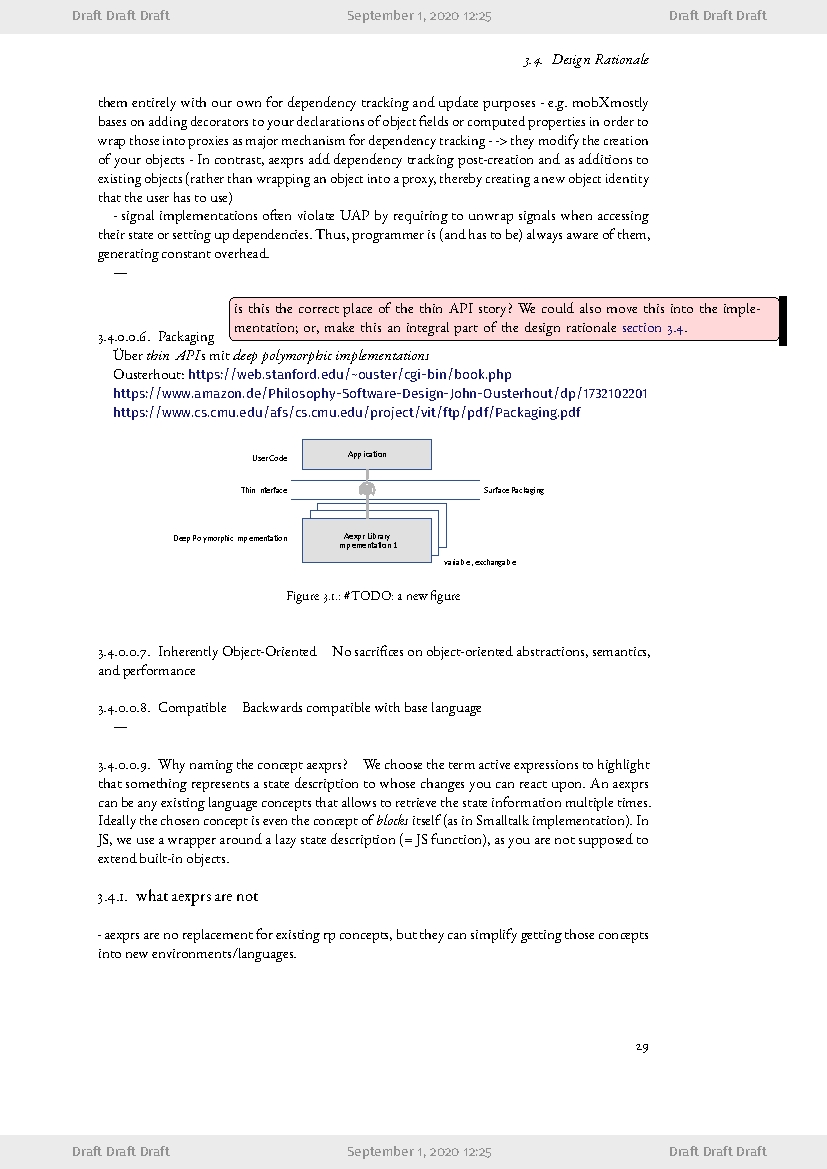 Draft Draft Draft September 1, 2020 12:25 Draft Draft Draft
3.4. Design Rationale
them entirely with our own for dependency tracking and update purposes - e.g. mobXmostly
bases on adding decorators to your declarations of object fields or computed properties in order to
wrap those into proxies as major mechanism for dependency tracking - -> they modify the creation
of your objects - In contrast, aexprs add dependency tracking post-creation and as additions to
existing objects (rather than wrapping an object into a proxy, thereby creating a new object identity
that the user has to use)
- signal implementations often violate UAP by requiring to unwrap signals when accessing
their state or setting up dependencies. Thus, programmer is (and has to be) always aware of them,
generating constant overhead.
—
is this the correct place of the thin API story? We could also move this into the imple-
mentation; or, make this an integral part of the design rationale section 3.4.
3.4.0.0.6. Packaging
Über thin APIs mit deep polymorphic implementations
Ousterhout: https://web.stanford.edu/~ouster/cgi-bin/book.php
https://www.amazon.de/Philosophy-Software-Design-John-Ousterhout/dp/1732102201
https://www.cs.cmu.edu/afs/cs.cmu.edu/project/vit/ftp/pdf/Packaging.pdf
User Code
Application
Thin Interface
Surface Packaging
Deep Polymorphic Implementation
Aexpr Library
Implementation 1
variable, exchangable
Figure 3.1.: #TODO: a new figure
3.4.0.0.7. Inherently Object-Oriented No sacrifices on object-oriented abstractions, semantics,
and performance
3.4.0.0.8. Compatible Backwards compatible with base language
—
3.4.0.0.9. Why naming the concept aexprs? We choose the term active expressions to highlight
that something represents a state description to whose changes you can react upon. An aexprs
can be any existing language concepts that allows to retrieve the state information multiple times.
Ideally the chosen concept is even the concept of blocks itself (as in Smalltalk implementation). In
JS, we use a wrapper around a lazy state description (= JS function), as you are not supposed to
extend built-in objects.
3.4.1. what aexprs are not
- aexprs are no replacement for existing rp concepts, but they can simplify getting those concepts
into new environments/languages.
29
Draft Draft Draft September 1, 2020 12:25 Draft Draft Draft